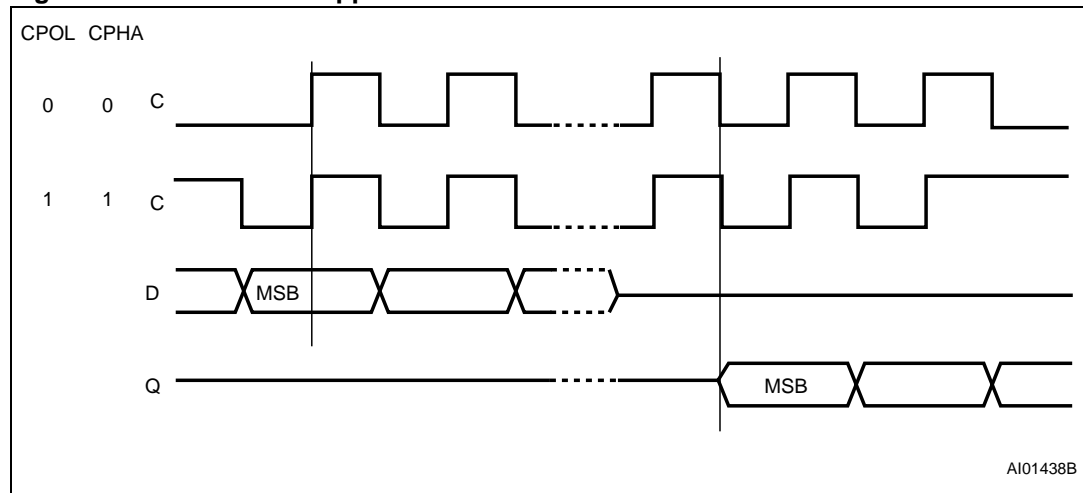 CPOL CPHA
0 0 C
1 1 C
D MSB
Q MSB
AI01438B